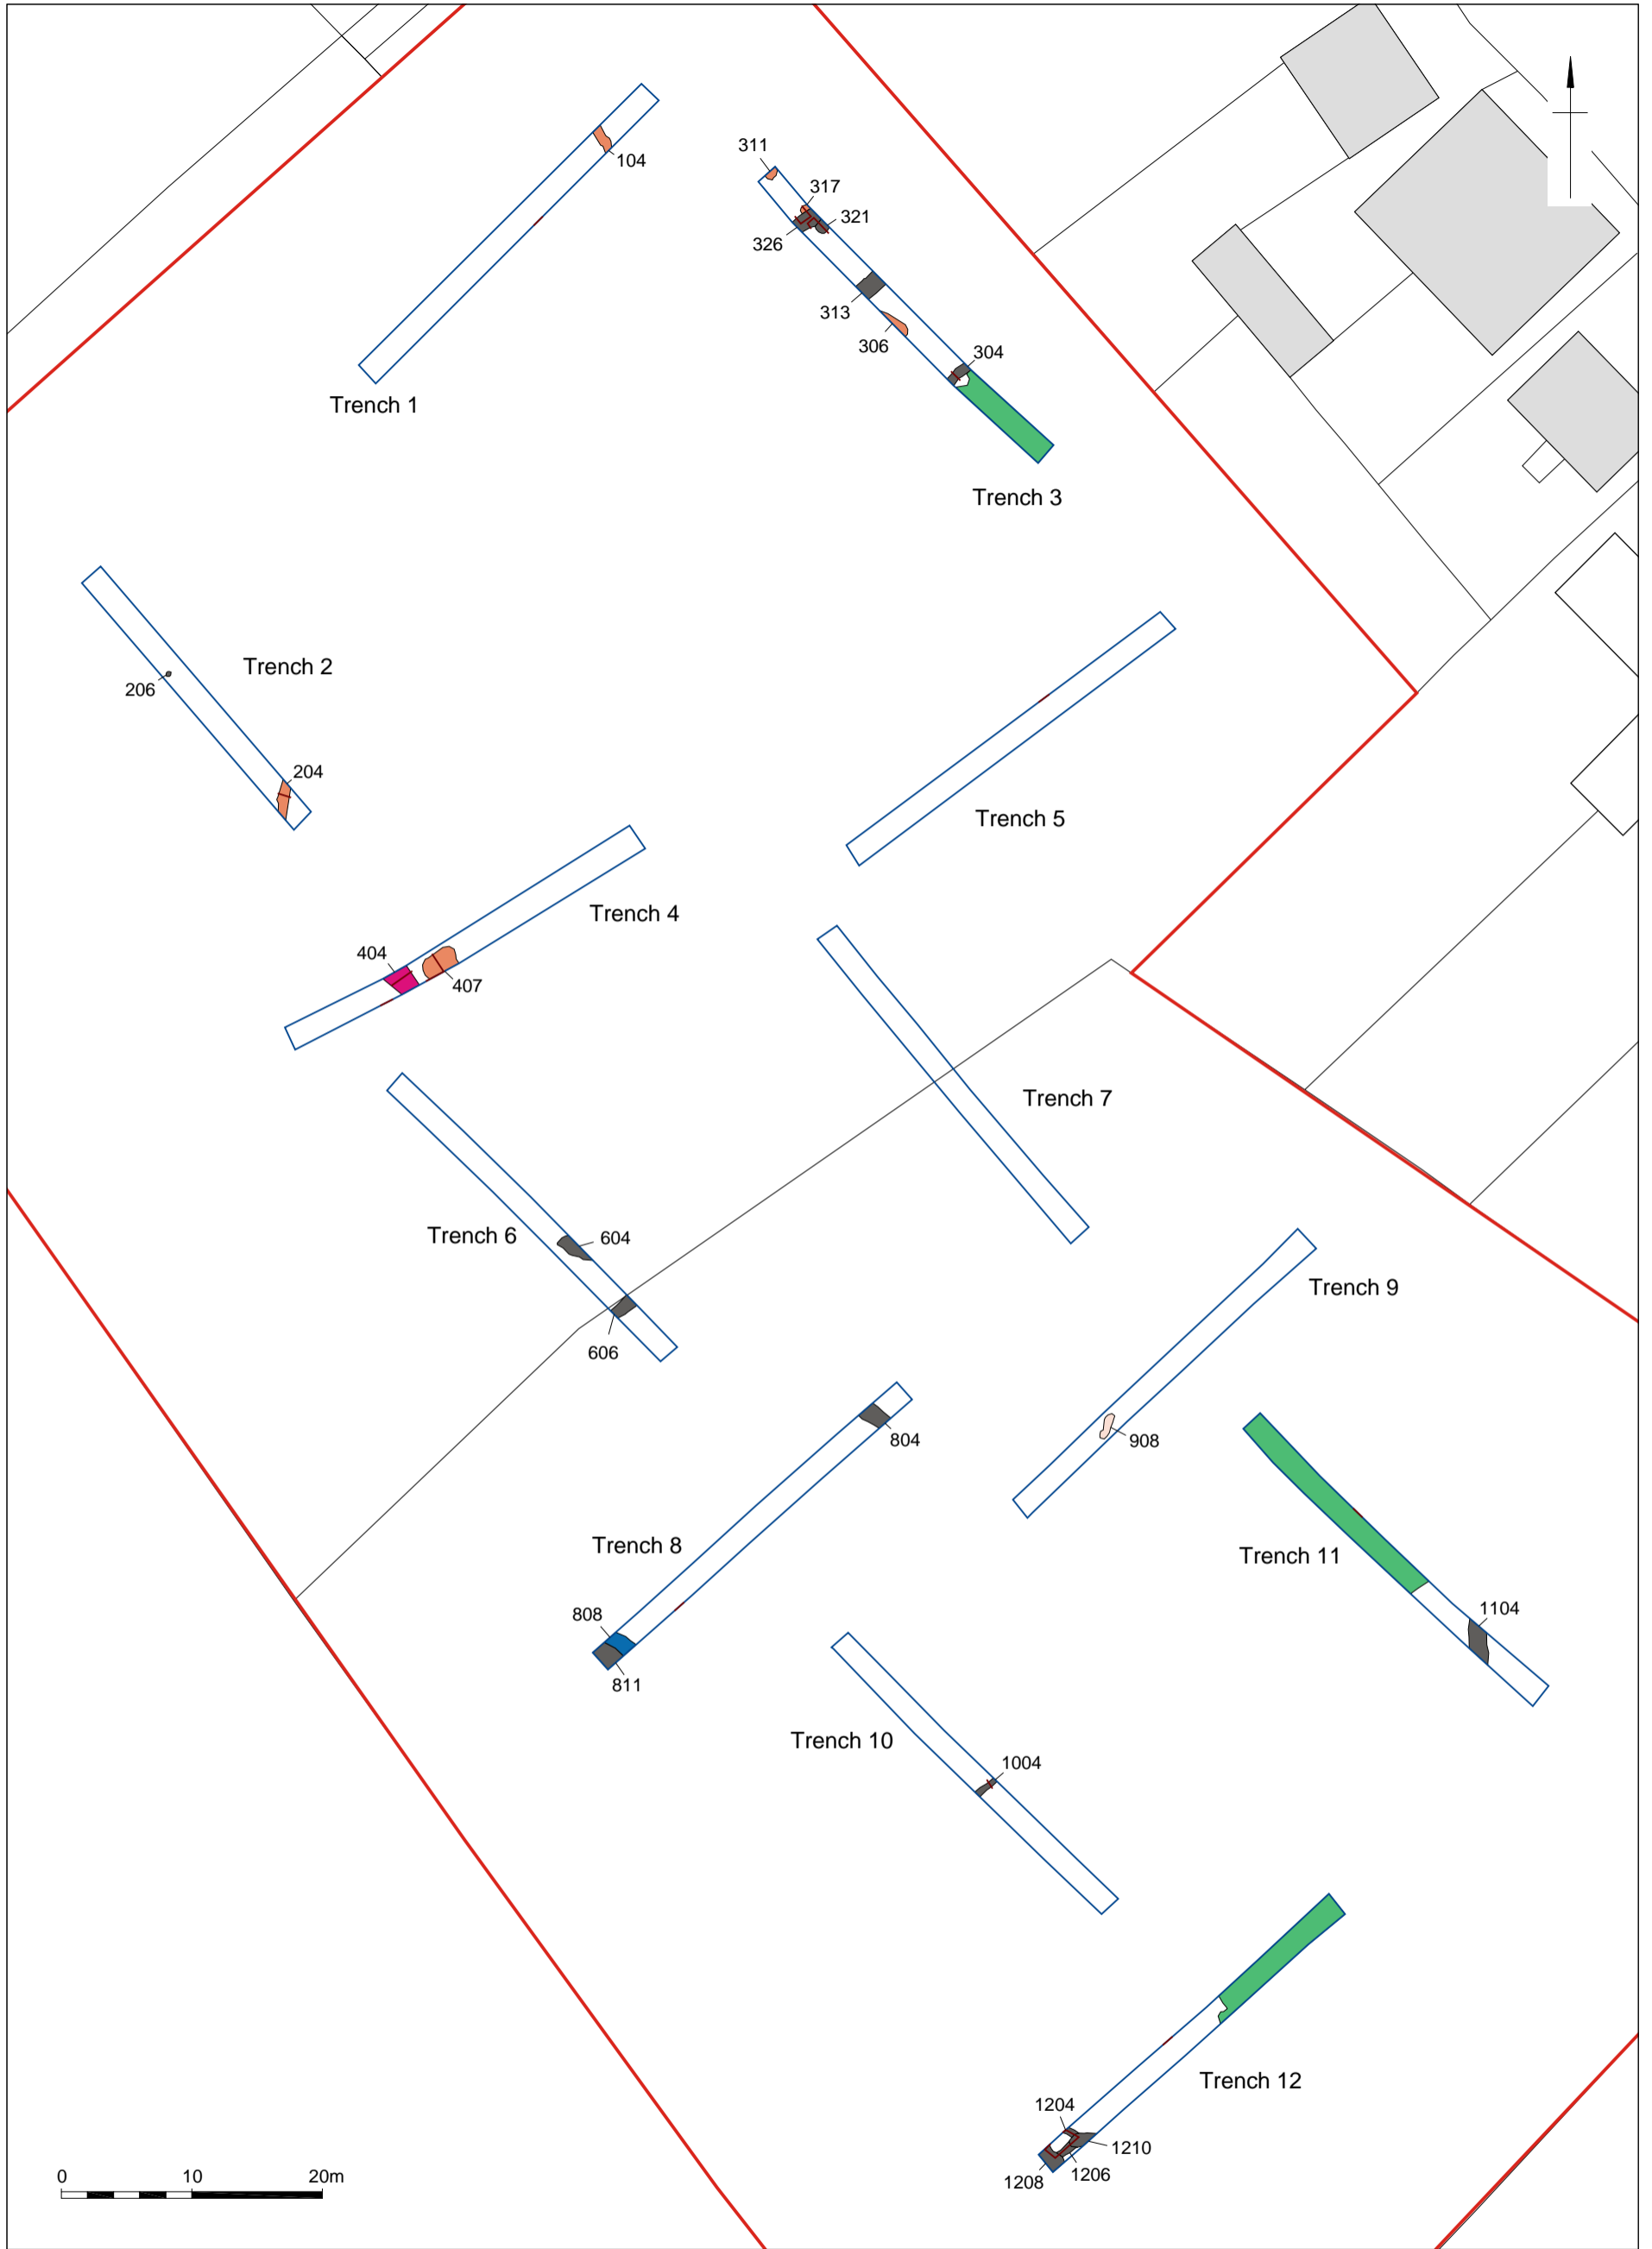 104
311
317
321
326
313
306
304
Trench 1
Trench 3
Trench 2
206
204
Trench 5
Trench 4
404
407
Trench 7
Trench 6
604
606
Trench 9
804
908
Trench 8
Trench 11
808
811
1104
Trench 10
1004
Trench 12
1204
1210
1206
1208
0 10 20m